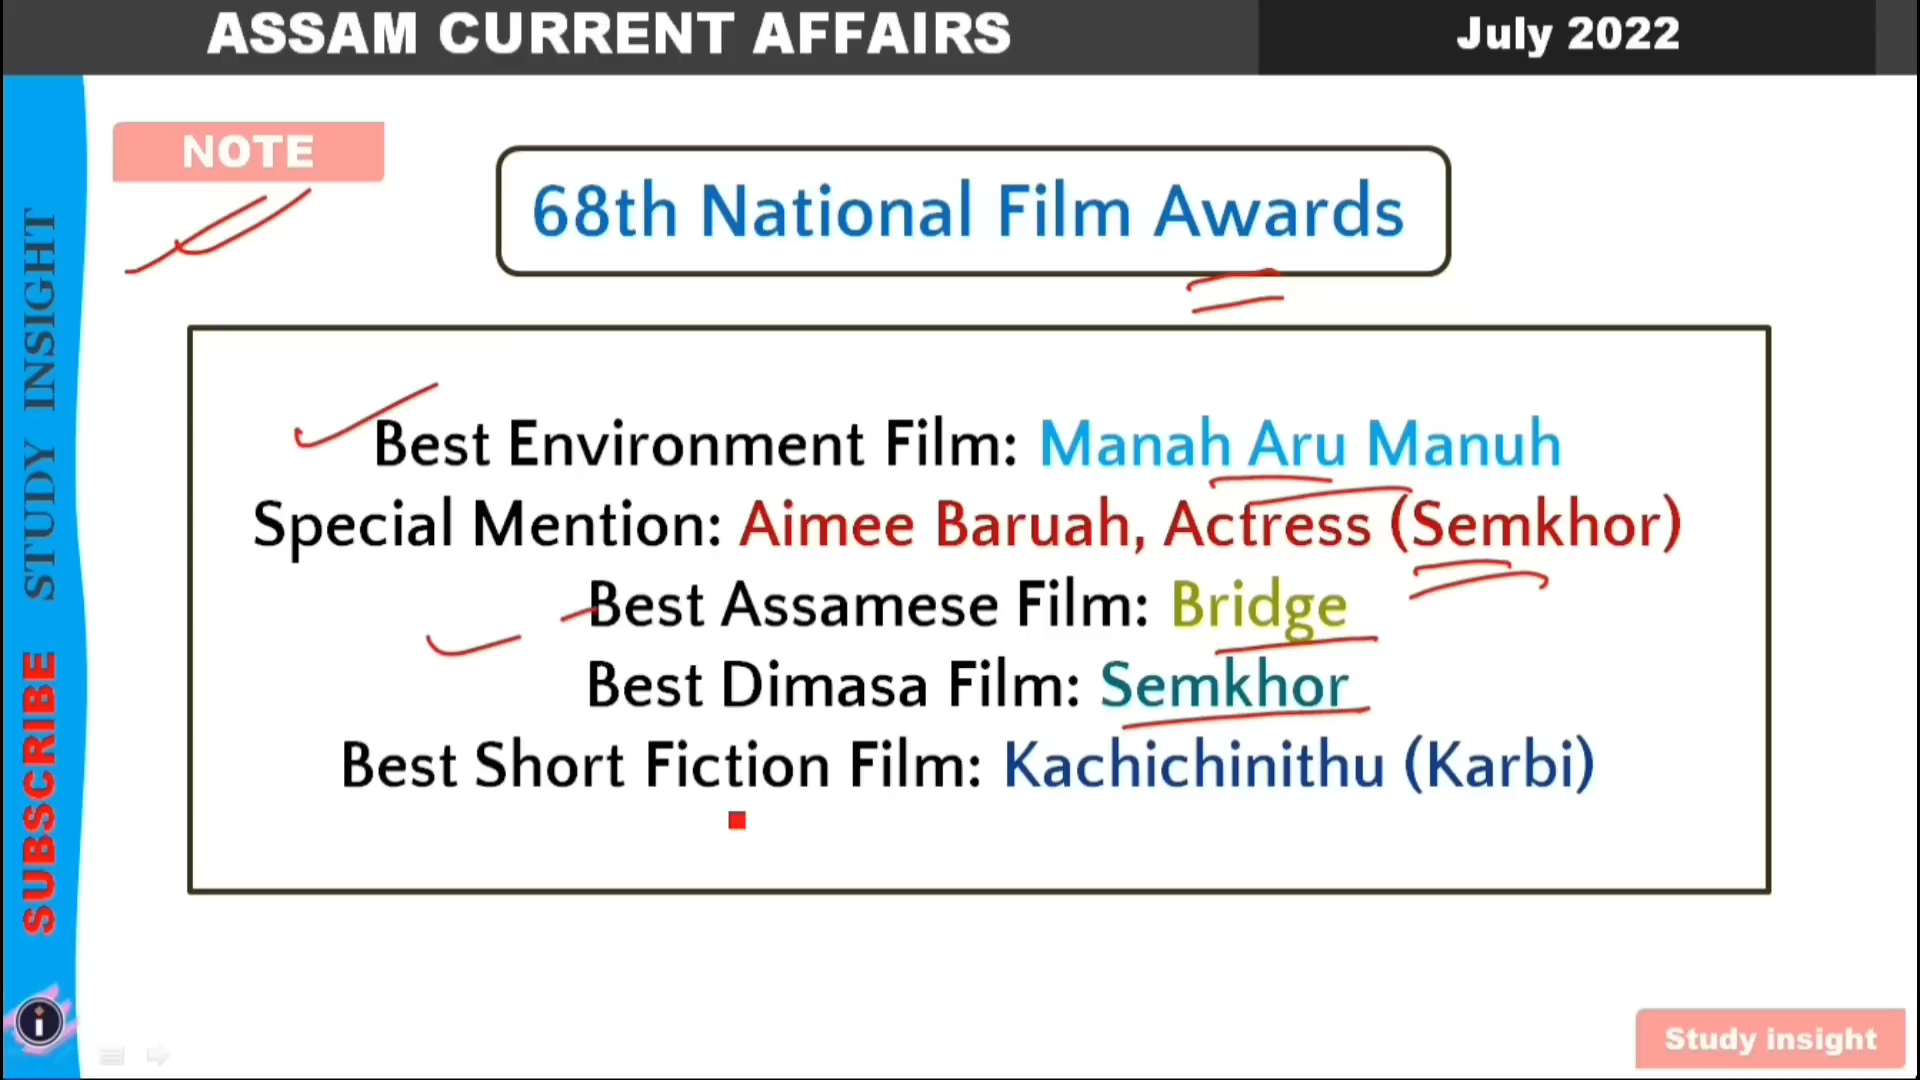 ASSAM CURRENT AFFAIRS
July 2022
NOTE
68th National Film Awards
Best Environment Film: Manah Aru Manuh
Special Mention: Aimee Baruah, Actress (Semkhor)
Best Assamese Film: Bridge
Best Dimasa Film: Semkhor
Best Short Fiction Film: Kachichinithu (Karbi)
SUBSCRIBE STUDY INSIGHT
i
Study insight